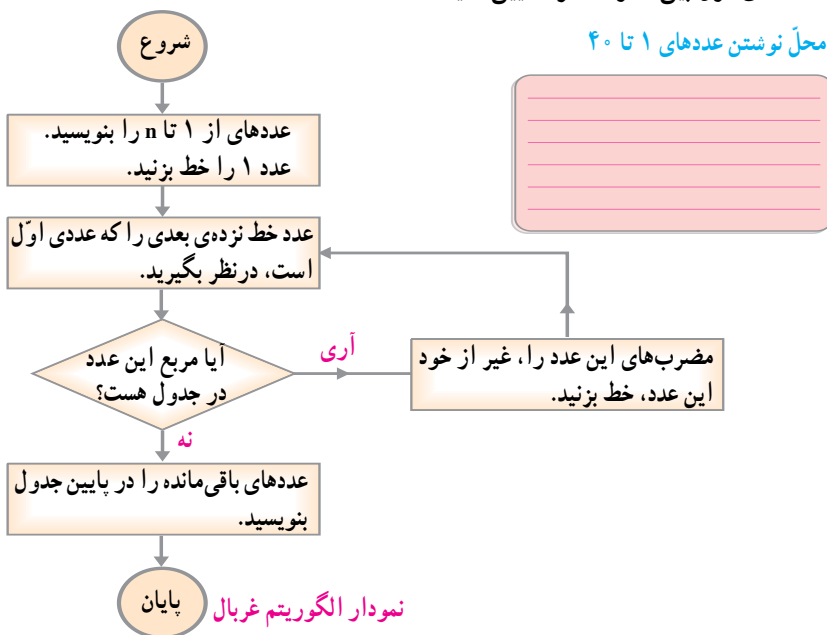 محلّ نوشتن عددهای ۱ تا ۴۰
شروع
عددهای از ۱ تا n را بنویسید.
عدد ۱ را خط بزنید.
عدد خط نزده‌ی بعدی را که عددی اوّل
است، درنظر بگیرید.
آیا مربع این عدد
در جدول هست؟
آری
مضرب‌های این عدد را، غیر از خود
این عدد، خط بزنید.
نه
عددهای باقی‌مانده را در پایین جدول
بنویسید.
پایان
نمودار الگوریتم غربال